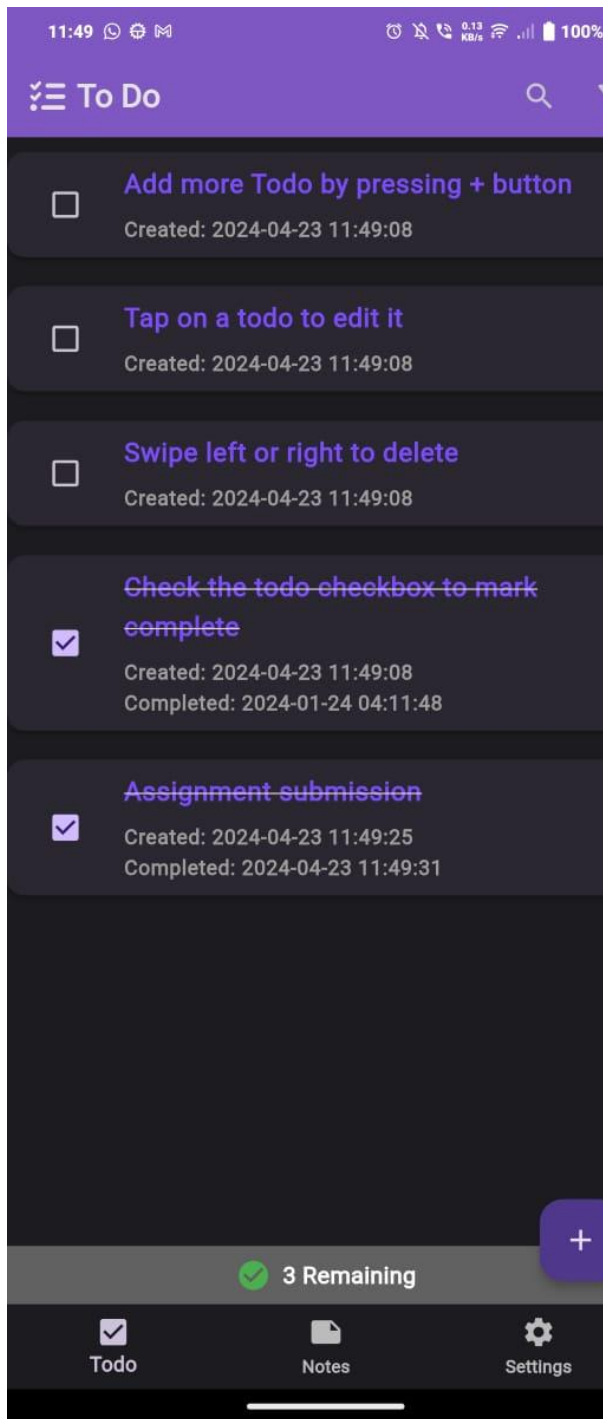 11:49
0.13
KB/s
100%
To Do
Add more Todo by pressing + button
Created: 2024-04-23 11:49:08
Tap on a todo to edit it
Created: 2024-04-23 11:49:08
Swipe left or right to delete
Created: 2024-04-23 11:49:08
Check the todo checkbox to mark
complete
Created: 2024-04-23 11:49:08
Completed: 2024-01-24 04:11:48
Assignment submission
Created: 2024-04-23 11:49:25
Completed: 2024-04-23 11:49:31
+
3 Remaining
Todo
Notes
Settings